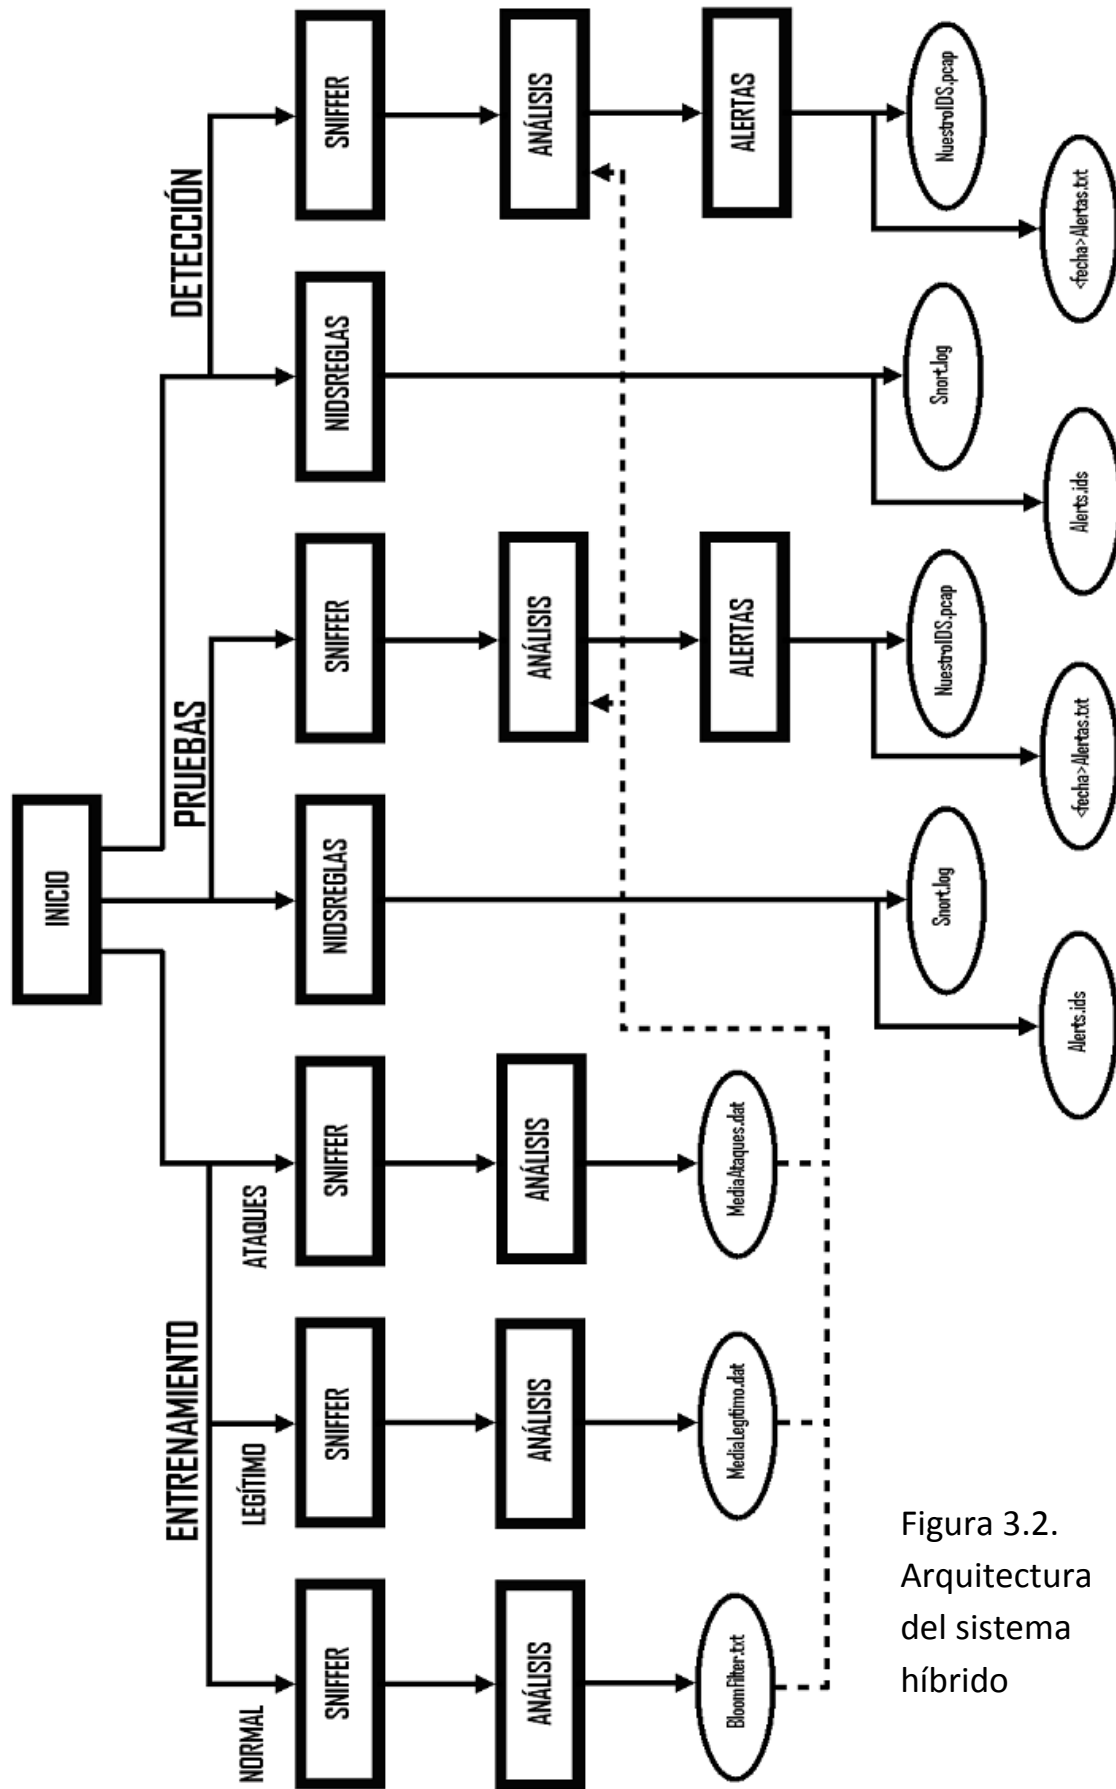 INICIO
ENTRENAMIENTO
PRUEBAS
DETECCIÓN
NORMAL
LEGÍTIMO
ATAQUES
SNIFFER
SNIFFER
SNIFFER
NIDSREGLAS
SNIFFER
NIDSREGLAS
SNIFFER
ANÁLISIS
ANÁLISIS
ANÁLISIS
ANÁLISIS
ANÁLISIS
BloomFilter.txt
MediaLegítimo.dat
MediaAtaques.dat
ALERTAS
ALERTAS
Snort.log
NuestroIDS.pcap
Snort.log
NuestroIDS.pcap
Alerts.ids
<fecha>Alertas.txt
Alerts.ids
<fecha>Alertas.txt
Figura 3.2.
Arquitectura
del sistema
híbrido